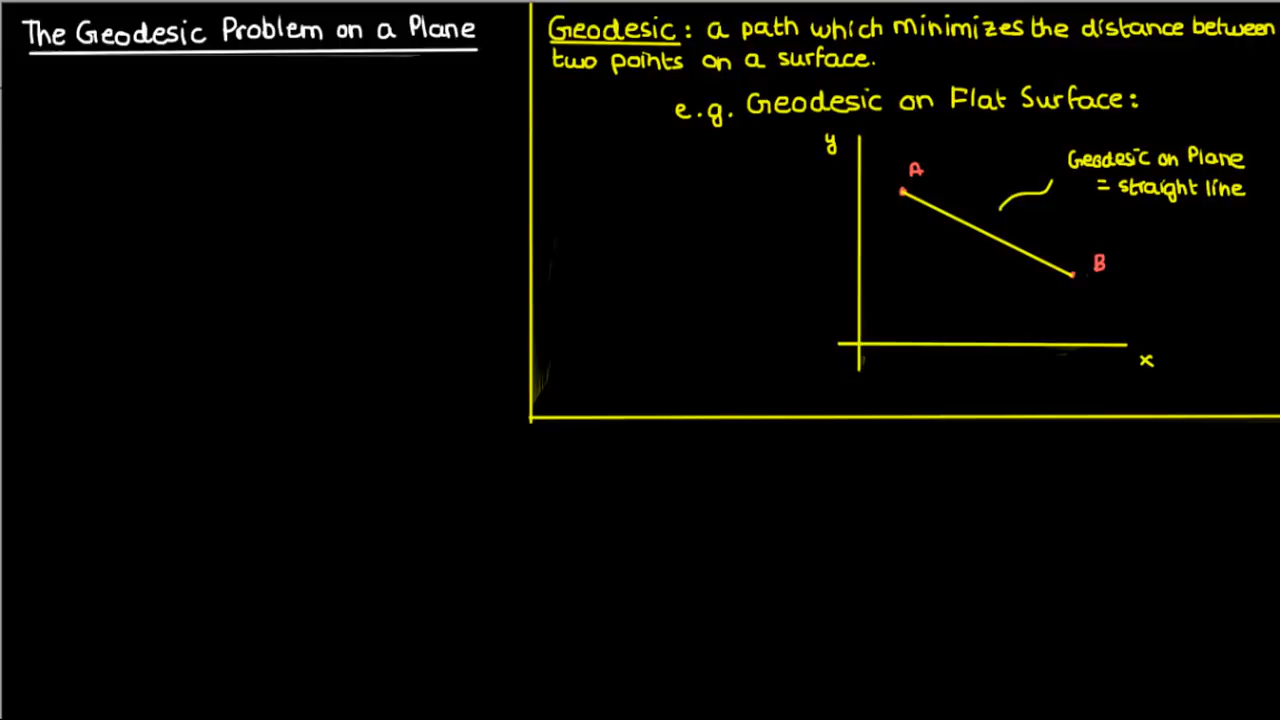 The Geodesic Problem on a Plane
Geodesic: a path which minimizes the distance between
two points on a surface.
e.g. Geodesic on Flat Surface:
y
A
Geodesic on Plane
= straight line
B
x